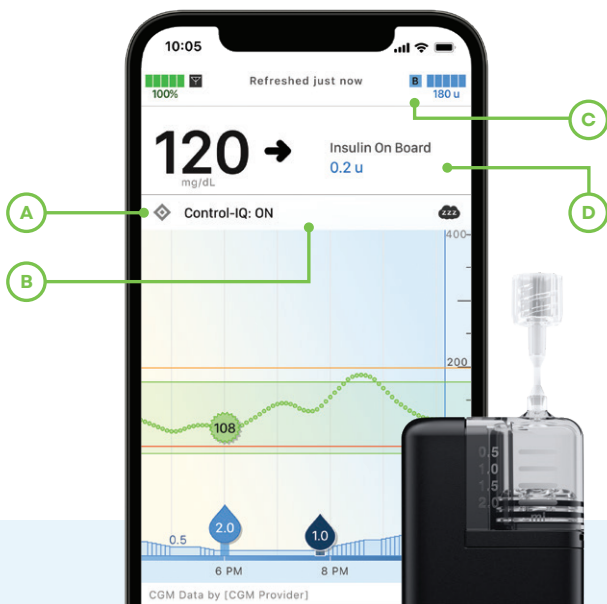 10:05
Refreshed just now
B
100%
180 u
C
120
mg/dL
Insulin On Board
0.2 u
A
Control-IQ: ON
zzz
D
B
400
200
108
0.5
1.0
1.5
2.0
ml
2.0
1.0
0.5
6 PM
8 PM
CGM Data by [CGM Provider]